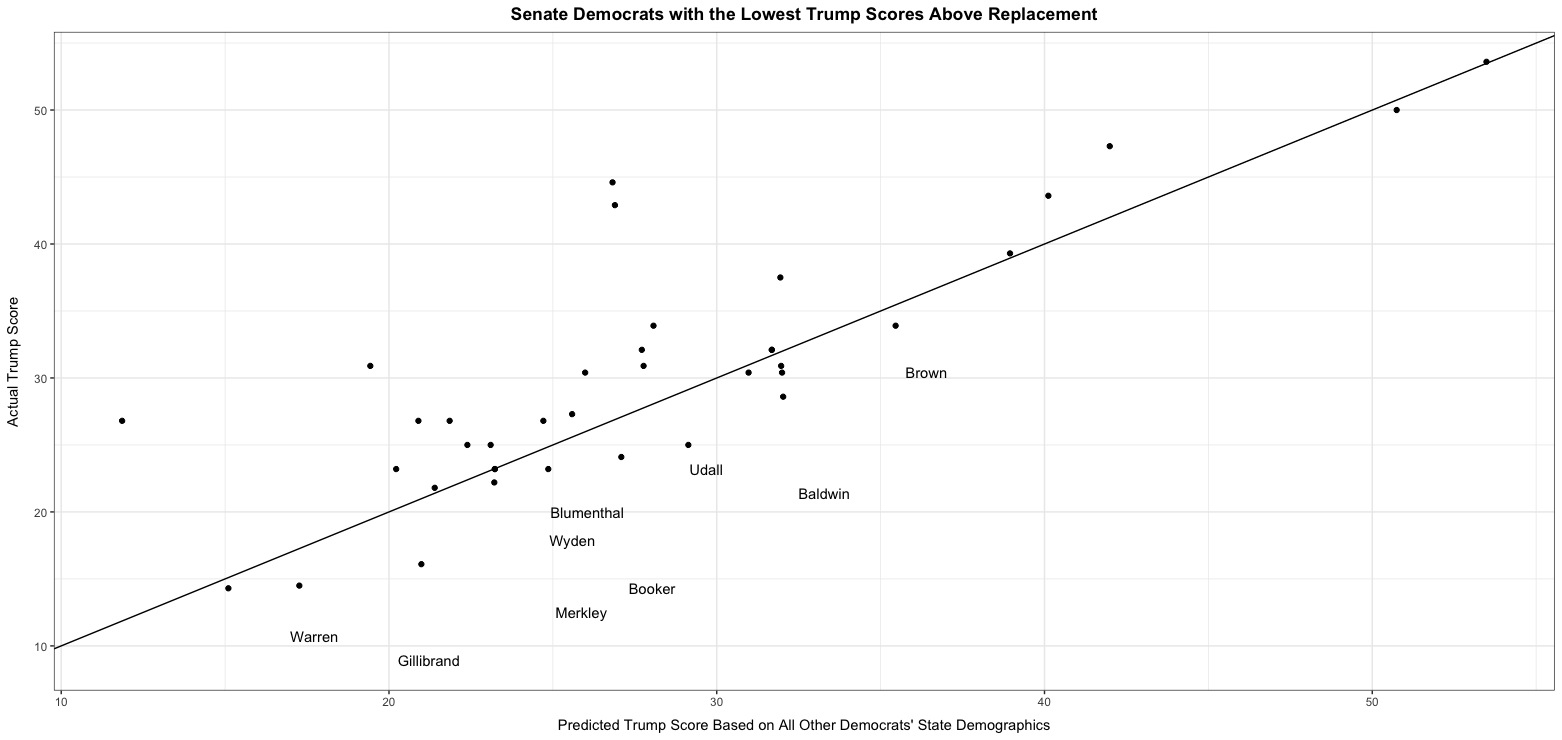 Senate Democrats with the Lowest Trump Scores Above Replacement
Actual Trump Score
50
40
30
20
10
Brown
Udall
Baldwin
Blumenthal
Wyden
Booker
Merkley
Warren
Gillibrand
10 20 30 40 50
Predicted Trump Score Based on All Other Democrats' State Demographics